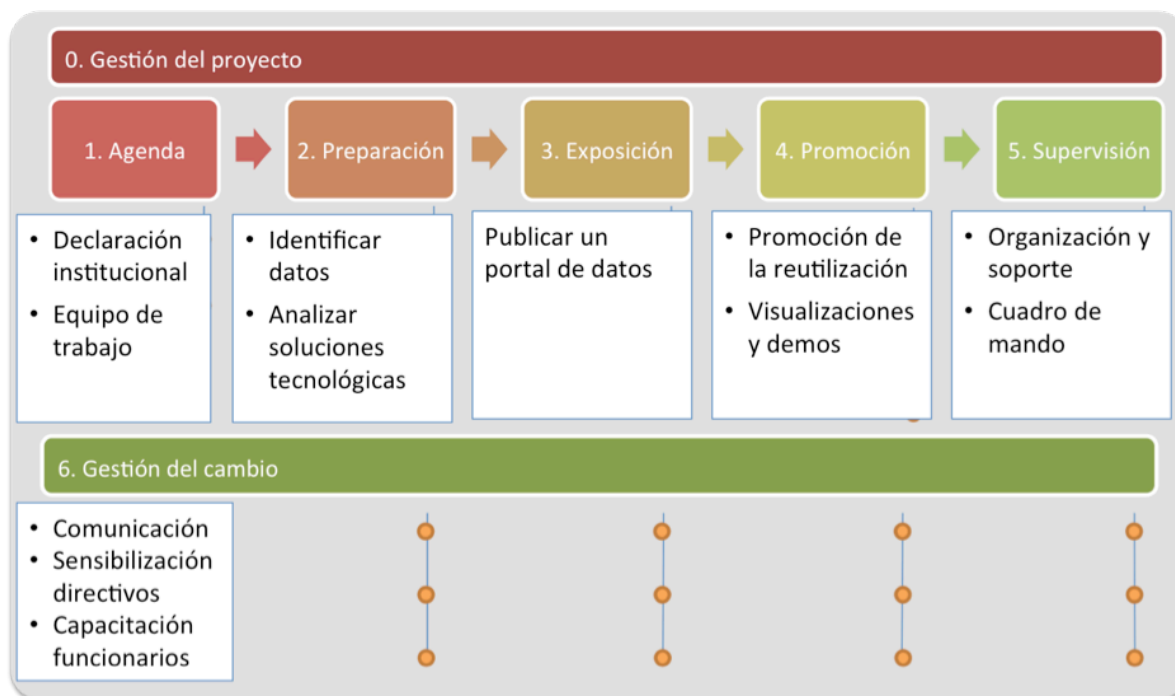 0. Gestión del proyecto
1. Agenda
2. Preparación
3. Exposición
4. Promoción
5. Supervisión
• Declaración
institucional
• Equipo de
trabajo
• Identificar
datos
• Analizar
soluciones
tecnológicas
Publicar un
portal de datos
• Promoción de
la reutilización
• Visualizaciones
y demos
• Organización y
soporte
• Cuadro de
mando
6. Gestión del cambio
• Comunicación
• Sensibilización
directivos
• Capacitación
funcionarios